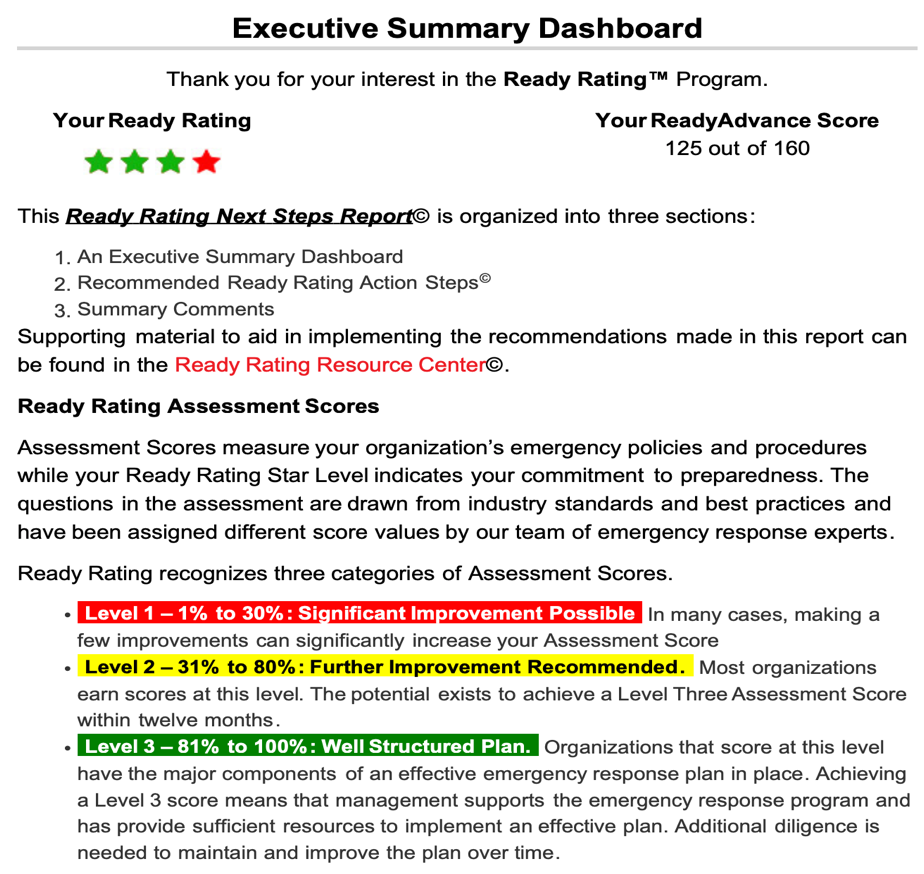 Executive Summary Dashboard
Thank you for your interest in the Ready Rating™ Program.
Your Ready Rating
Your ReadyAdvance Score
125 out of 160
This Ready Rating Next Steps Report© is organized into three sections:
1. An Executive Summary Dashboard
2. Recommended Ready Rating Action Steps©
3. Summary Comments
Supporting material to aid in implementing the recommendations made in this report can
be found in the Ready Rating Resource Center©.
Ready Rating Assessment Scores
Assessment Scores measure your organization’s emergency policies and procedures
while your Ready Rating Star Level indicates your commitment to preparedness. The
questions in the assessment are drawn from industry standards and best practices and
have been assigned different score values by our team of emergency response experts.
Ready Rating recognizes three categories of Assessment Scores.
• Level 1 – 1% to 30%: Significant Improvement Possible In many cases, making a
few improvements can significantly increase your Assessment Score
• Level 2 – 31% to 80%: Further Improvement Recommended. Most organizations
earn scores at this level. The potential exists to achieve a Level Three Assessment Score
within twelve months.
• Level 3 – 81% to 100%: Well Structured Plan. Organizations that score at this level
have the major components of an effective emergency response plan in place. Achieving
a Level 3 score means that management supports the emergency response program and
has provide sufficient resources to implement an effective plan. Additional diligence is
needed to maintain and improve the plan over time.